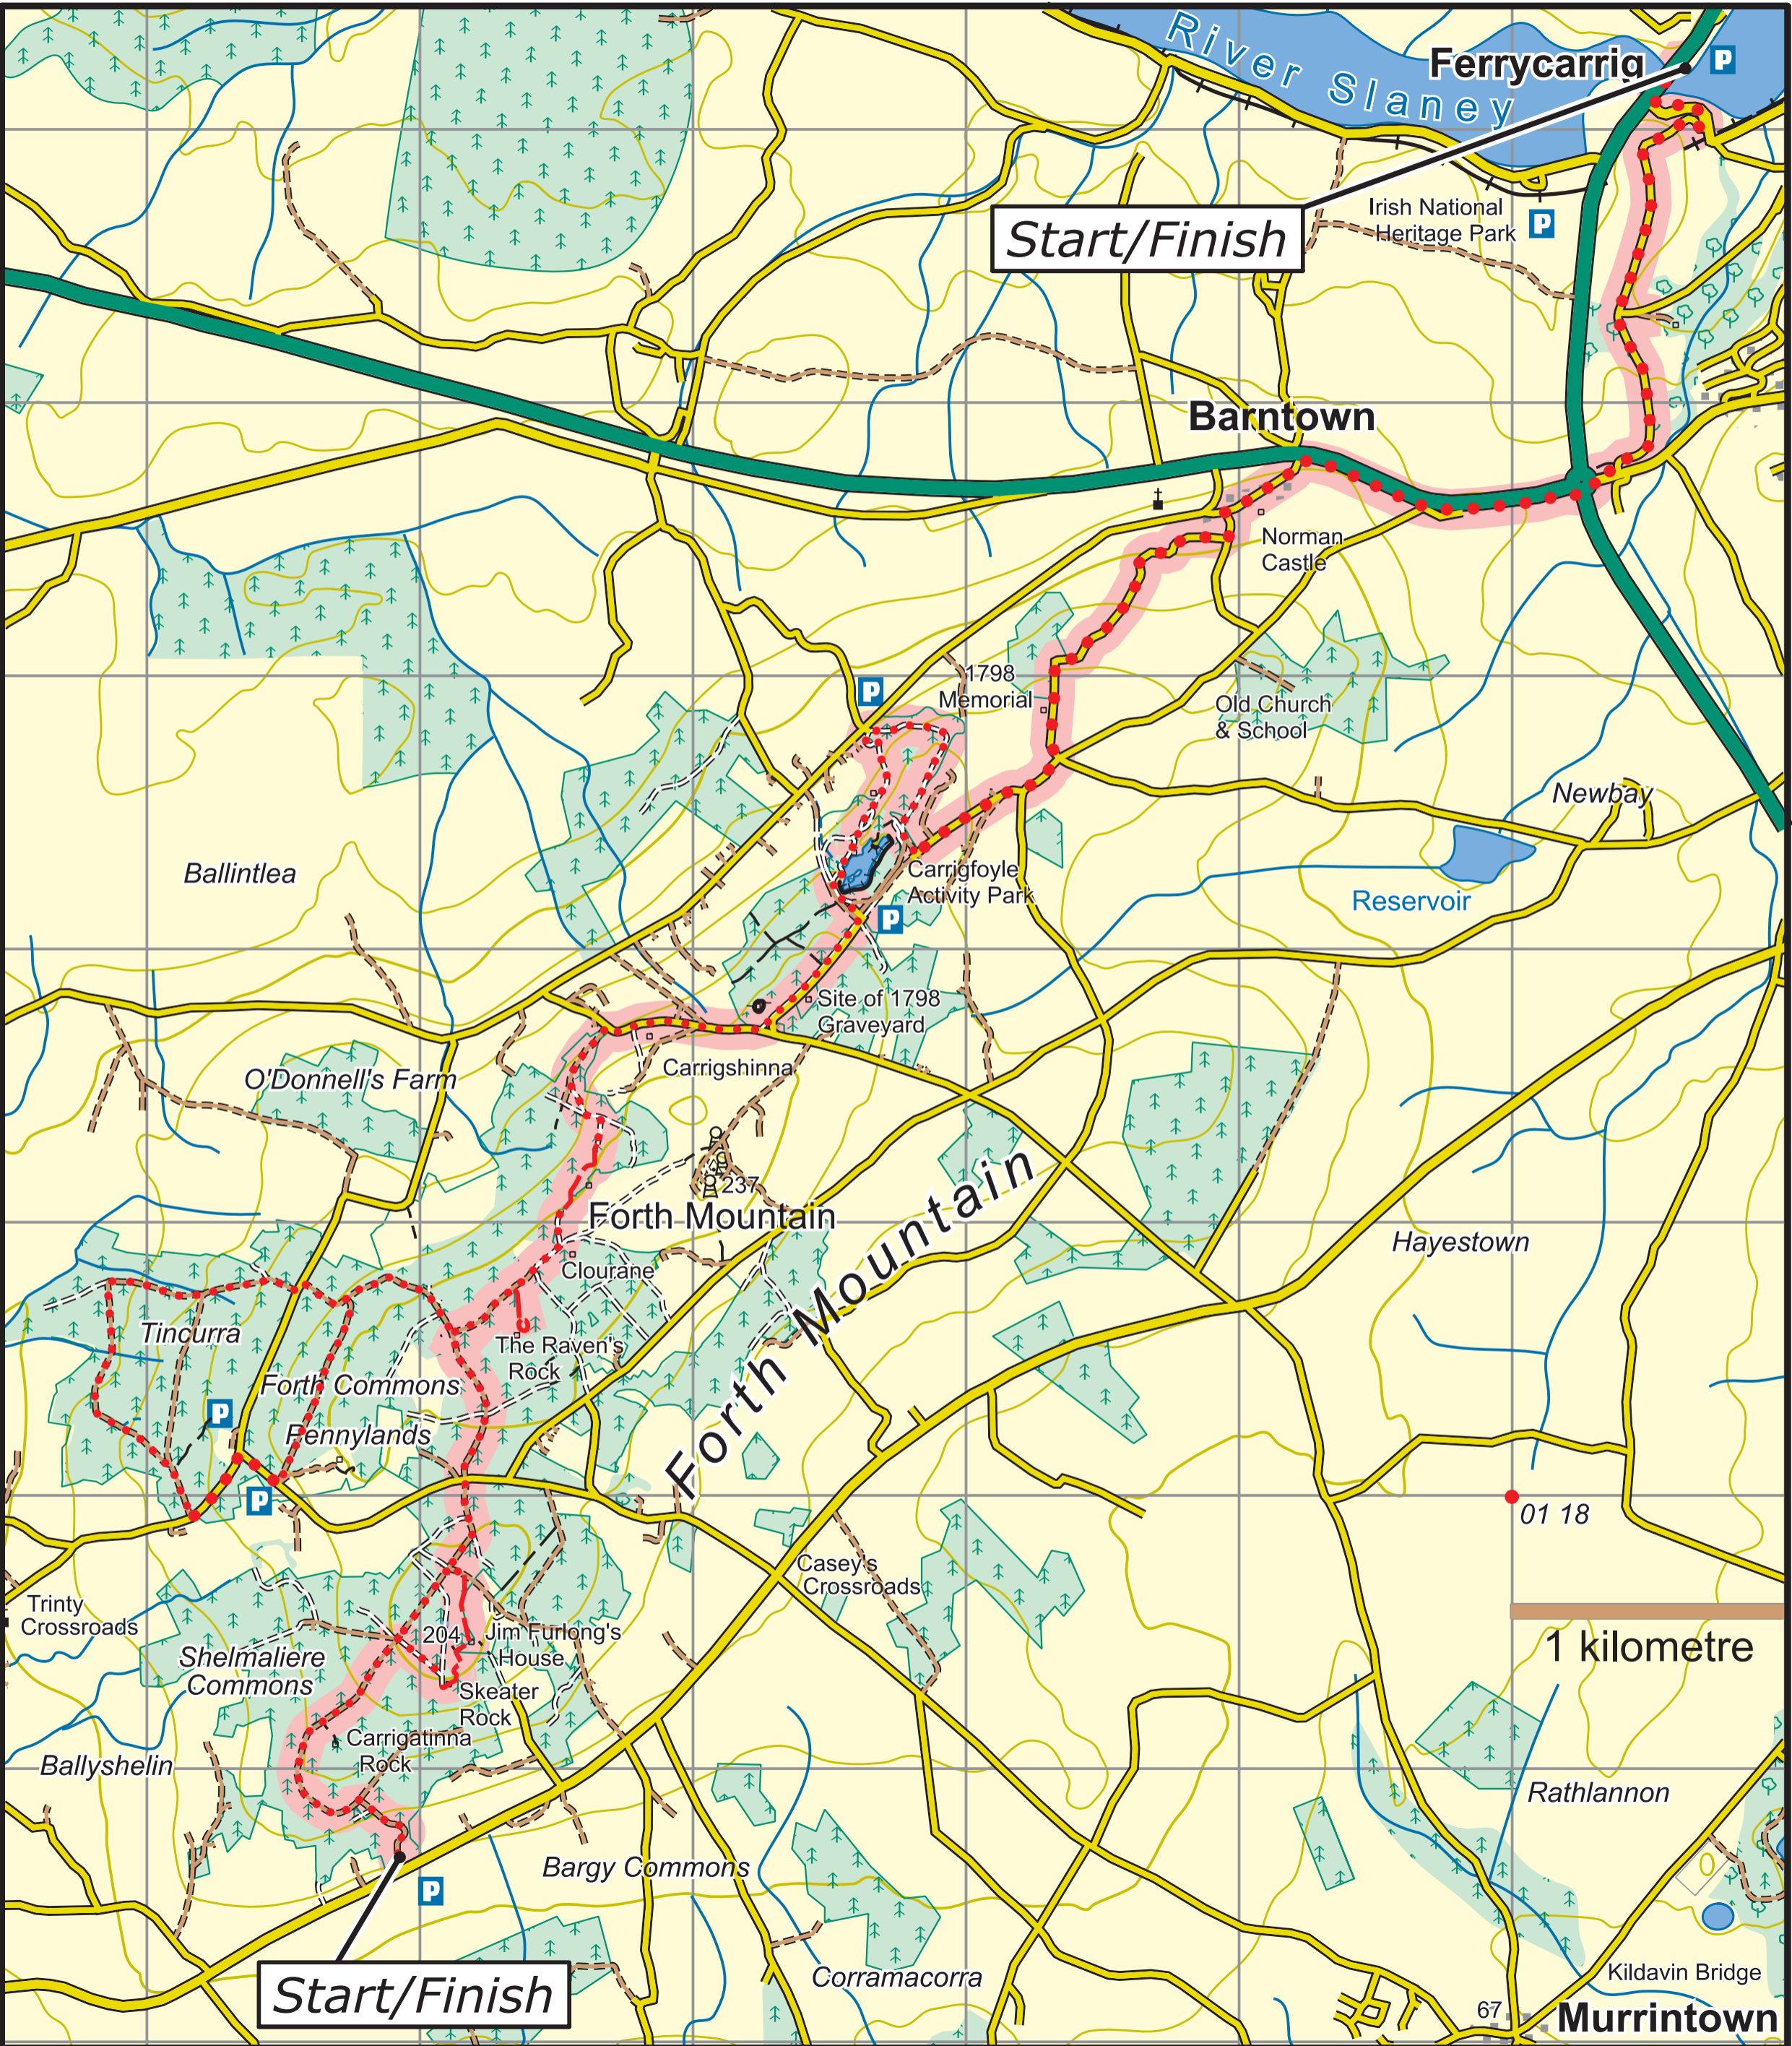 River Slaney
Ferrycarrig
P
Start/Finish
Irish National
Heritage Park
P
Barntown
Norman
Castle
1798
Memorial
P
Old Church
& School
Newbay
Ballintlea
Carrigfoyle
Activity Park
Reservoir
P
Site of 1798
Graveyard
Carrigshinna
O'Donnell's Farm
237
Forth Mountain
Forth Mountain
Hayestown
Clourane
Tincurra
The Raven's
Rock
Forth Commons
P
Pennylands
P
01 18
Casey's
Crossroads
Trinty
Crossroads
1 kilometre
204
Jim Furlong's
House
Shelmaliere
Commons
Skeater
Rock
Carrigatinna
Rock
Ballyshelin
Rathlannon
Bargy Commons
P
Start/Finish
Corramacorra
Kildavin Bridge
67
Murrintown